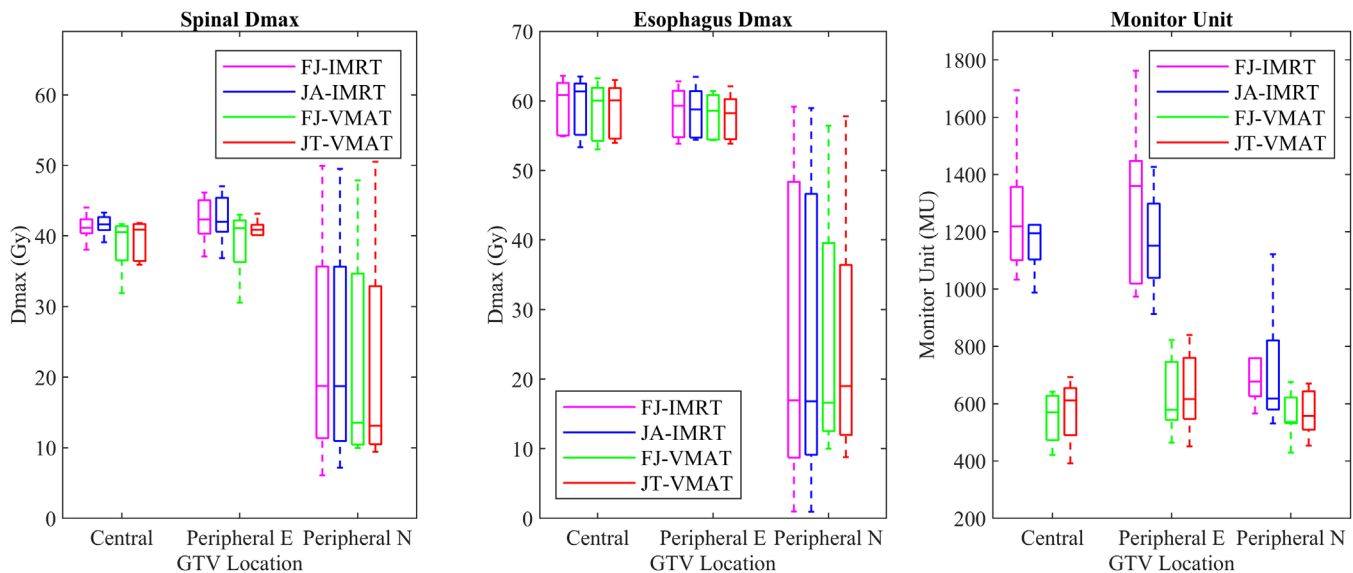 Spinal Dmax
FJ-IMRT
JA-IMRT
FJ-VMAT
JT-VMAT
60
50
40
30
20
10
0
Dmax (Gy)
Central Peripheral E Peripheral N
GTV Location
Esophagus Dmax
70
60
50
40
30
20
10
0
Dmax (Gy)
FJ-IMRT
JA-IMRT
FJ-VMAT
JT-VMAT
Central Peripheral E Peripheral N
GTV Location
Monitor Unit
1800
1600
1400
1200
1000
800
600
400
200
Monitor Unit (MU)
FJ-IMRT
JA-IMRT
FJ-VMAT
JT-VMAT
Central Peripheral E Peripheral N
GTV Location